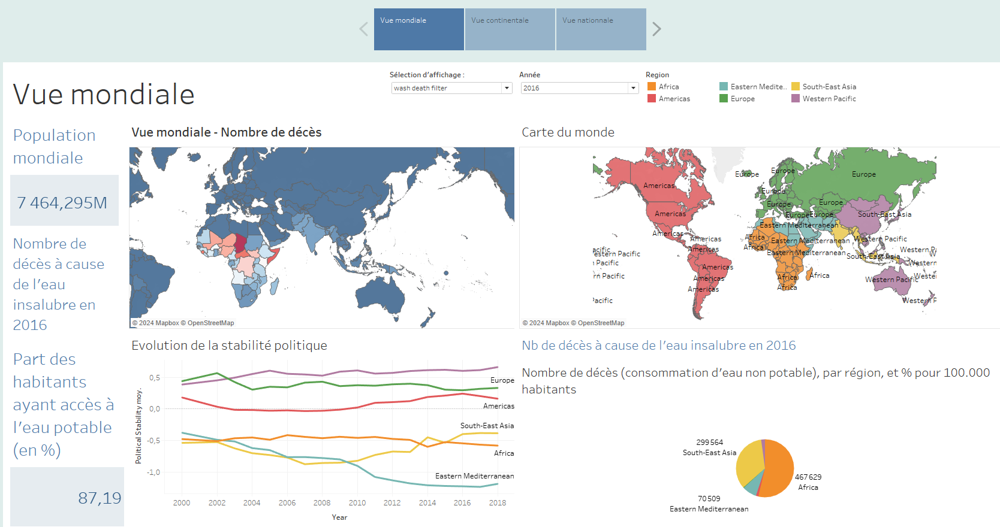 Vue mondiale
Vue continentale
Vue nationnale
Vue mondiale
Sélection d'affichage :
wash death filter
Année
2016
Region
Africa
Americas
Eastern Medite..
Europe
South-East Asia
Western Pacific
Population
mondiale
7 464,295M
Nombre de
décès à cause
de l'eau
insalubre en
2016
Part des
habitants
ayant accès à
l'eau potable
(en %)
87,19
Vue mondiale - Nombre de décès
© 2024 Mapbox © OpenStreetMap
Carte du monde
Europe
Europe
Europe
Americas
Europe
Europe
Europe
Americas
Europe
Europe
South-East Asia
Eastern Mediterranean
Americas
Africa
Americas
Eastern Mediterranean
Western Pacific
Africa
Americas
acific
estern Pacific
Eastern Mediterranean
South-East Asia
Western Pa
W
n Pacific
Americas
Western
rn Pacific
Americas
Africa
Africa
Western Pacific
Wester
Americas
Africa
Pacific
Western P
© 2024 Mapbox © OpenStreetMap
Evolution de la stabilité politique
Political Stability moy.
0,5
0,0
-0,5
-1,0
Europe
Americas
South-East Asia
Africa
Eastern Mediterranean
2000
2002
2004
2006
2008
2010
2012
2014
2016
2018
Year
Nb de décès à cause de l'eau insalubre en 2016
Nombre de décès (consommation d'eau non potable), par région, et % pour 100.000
habitants
299 564
South-East Asia
467 629
Africa
70 509
Eastern Mediterranean